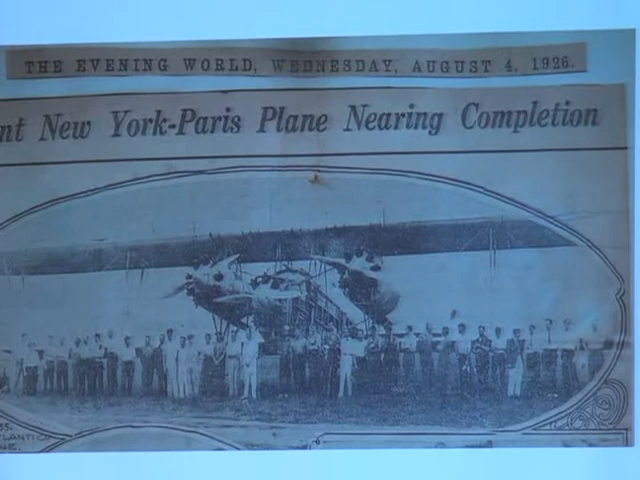 THE EVENING WORLD, WEDNESDAY, AUGUST 4, 1926.
nt New York-Paris Plane Nearing Completion